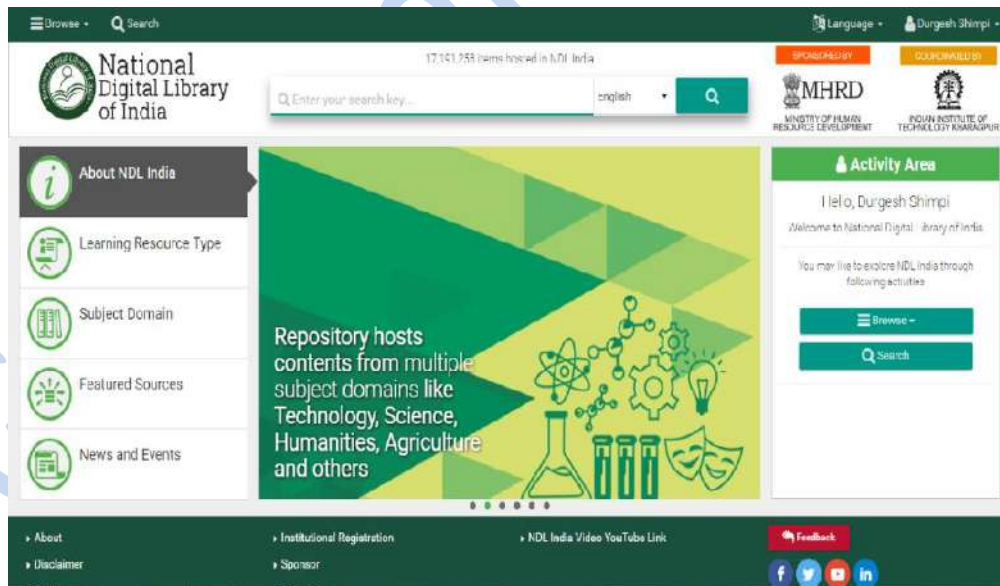 Browse
Search
Language
Durgesh Shimpi
National
Digital Library
of India
17,191,258 items hosted in NDL India
Enter your search key...
English
SPONSORED BY
COORDINATED BY
MHRD
MINISTRY OF HUMAN
RESOURCE DEVELOPMENT
INDIAN INSTITUTE OF
TECHNOLOGY KHARAGPUR
About NDL India
Learning Resource Type
Subject Domain
Featured Sources
News and Events
Repository hosts
contents from multiple
subject domains like
Technology, Science,
Humanities, Agriculture
and others
Activity Area
Hello, Durgesh Shimpi
Welcome to National Digital Library of India
You may like to explore NDL India through
following activities
Browse
Search
About
Institutional Registration
NDL India Video YouTube Link
Feedback
Disclaimer
Sponsor